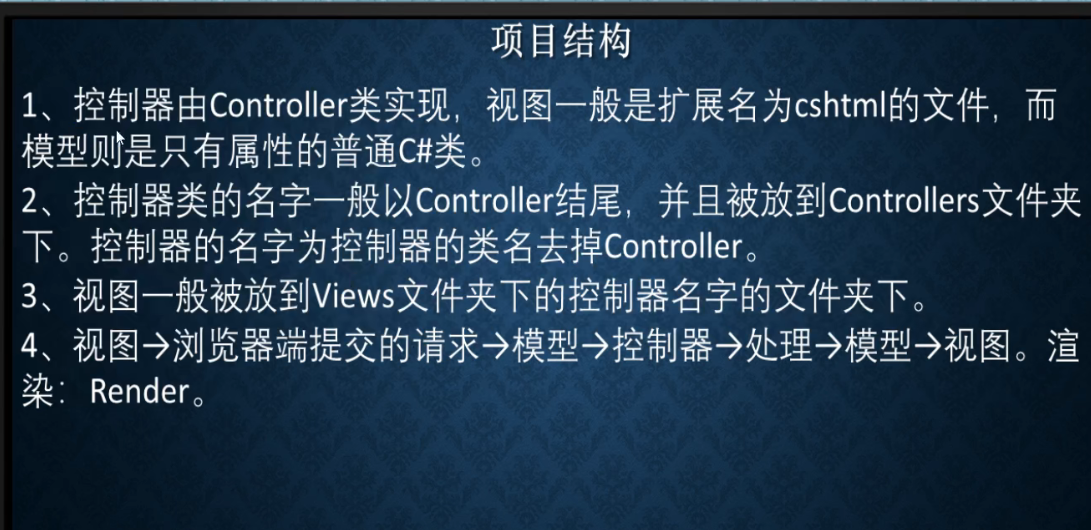 项目结构
1、控制器由Controller类实现，视图一般是扩展名为cshtml的文件，而
模型则是只有属性的普通C#类。
2、控制器类的名字一般以Controller结尾，并且被放到Controllers文件夹
下。控制器的名字为控制器的类名去掉Controller。
3、视图一般被放到Views文件夹下的控制器名字的文件夹下。
4、视图→浏览器端提交的请求→模型→控制器→处理→模型→视图。渲
染：Render。